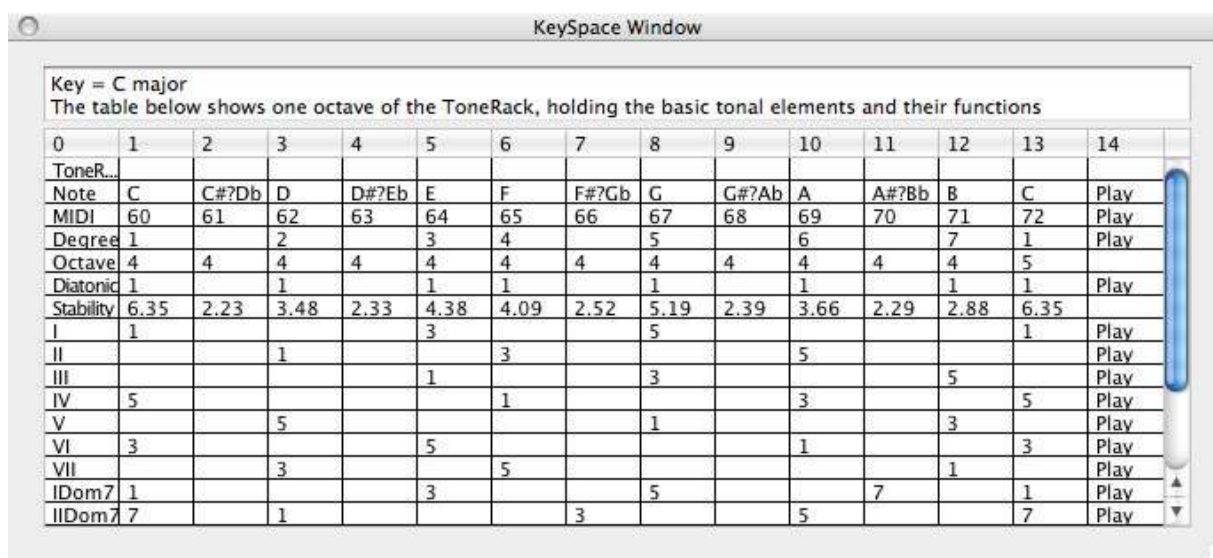 KeySpace Window
Key = C major
The table below shows one octave of the ToneRack, holding the basic tonal elements and their functions
0 1 2 3 4 5 6 7 8 9 10 11 12 13 14
ToneR...
Note C C#?Db D D#?Eb E F F#?Gb G G#?Ab A A#?Bb B C Play
MIDI 60 61 62 63 64 65 66 67 68 69 70 71 72 Play
Degree 1 2 3 4 5 6 7 1 Play
Octave 4 4 4 4 4 4 4 4 4 4 4 4 5
Diatonic 1 1 1 1 1 1 1 1 Play
Stability 6.35 2.23 3.48 2.33 4.38 4.09 2.52 5.19 2.39 3.66 2.29 2.88 6.35
I 1 3 5 1 Play
II 1 3 5 Play
III 1 3 5 Play
IV 5 1 3 5 Play
V 5 1 3 Play
VI 3 5 1 3 Play
VII 3 5 1 Play
IDom7 1 3 5 7 1 Play
IIDom7 7 1 3 5 7 Play